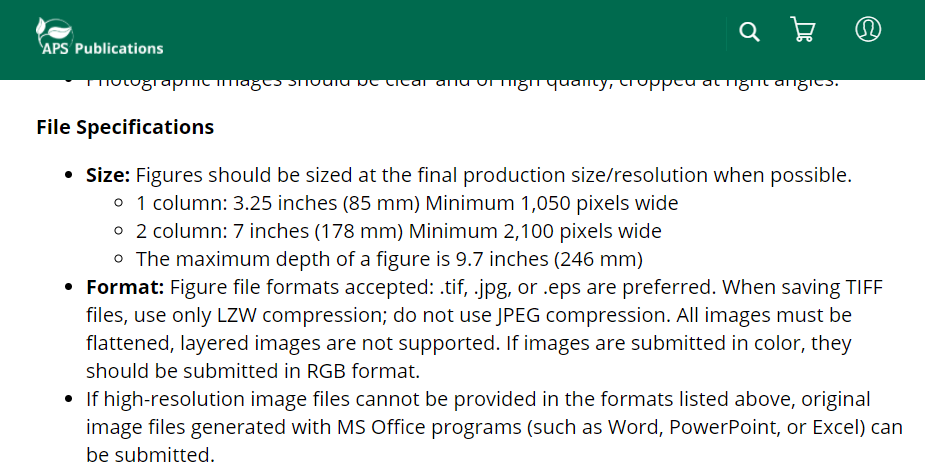 APS Publications
Photographic images should be clear and of high quality, cropped at right angles.
File Specifications
• Size: Figures should be sized at the final production size/resolution when possible.
○ 1 column: 3.25 inches (85 mm) Minimum 1,050 pixels wide
○ 2 column: 7 inches (178 mm) Minimum 2,100 pixels wide
○ The maximum depth of a figure is 9.7 inches (246 mm)
• Format: Figure file formats accepted: .tif, .jpg, or .eps are preferred. When saving TIFF
files, use only LZW compression; do not use JPEG compression. All images must be
flattened, layered images are not supported. If images are submitted in color, they
should be submitted in RGB format.
• If high-resolution image files cannot be provided in the formats listed above, original
image files generated with MS Office programs (such as Word, PowerPoint, or Excel) can
be submitted.